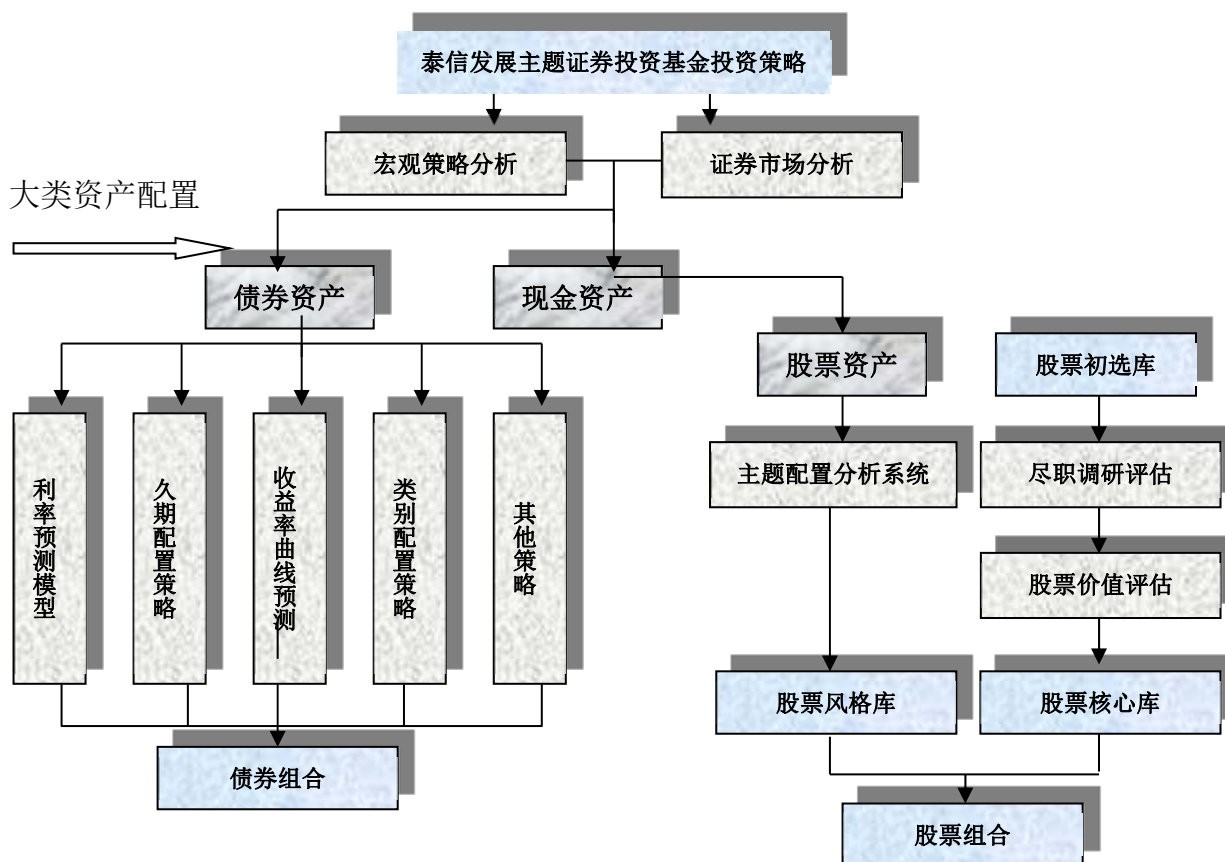 泰信发展主题证券投资基金投资策略
宏观策略分析
证券市场分析
大类资产配置
债券资产
现金资产
股票资产
股票初选库
利率预测模型
久期配置策略
收益率曲线预测
类别配置策略
其他策略
主题配置分析系统
尽职调研评估
股票价值评估
股票风格库
股票核心库
债券组合
股票组合